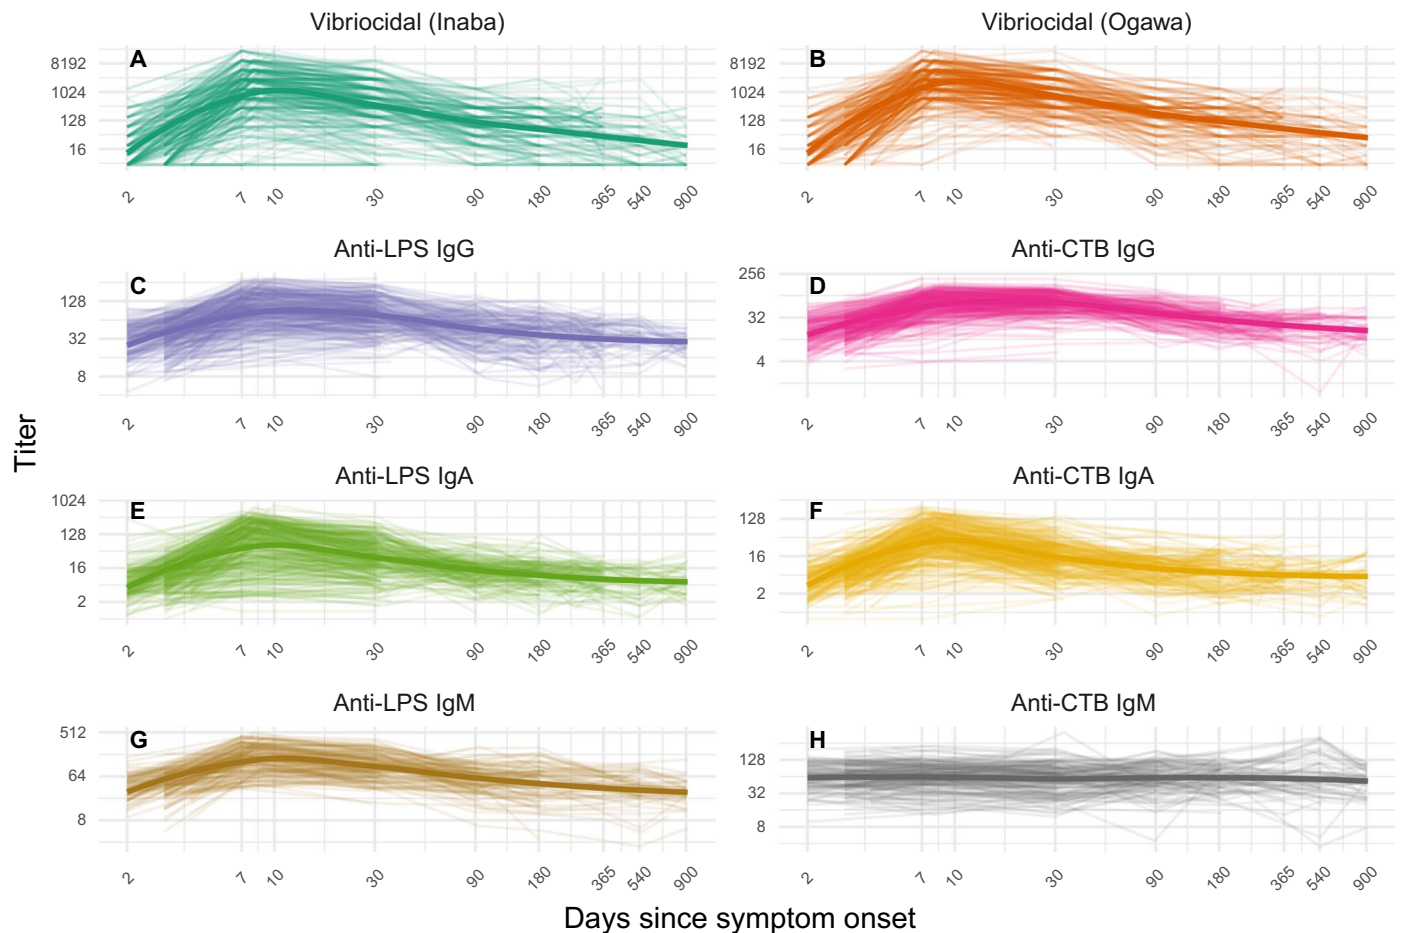 Vibriocidal (Inaba)
Vibriocidal (Ogawa)
A
8192
1024
128
16
2 7 10 30 90 180 365 540 900
B
8192
1024
128
16
2 7 10 30 90 180 365 540 900
Anti-LPS IgG
Anti-CTB IgG
C
128
32
8
2 7 10 30 90 180 365 540 900
D
256
32
4
2 7 10 30 90 180 365 540 900
Titer
Anti-LPS IgA
Anti-CTB IgA
E
1024
128
16
2
2 7 10 30 90 180 365 540 900
F
128
16
2
2 7 10 30 90 180 365 540 900
Anti-LPS IgM
Anti-CTB IgM
G
512
64
8
2 7 10 30 90 180 365 540 900
H
128
32
8
2 7 10 30 90 180 365 540 900
Days since symptom onset